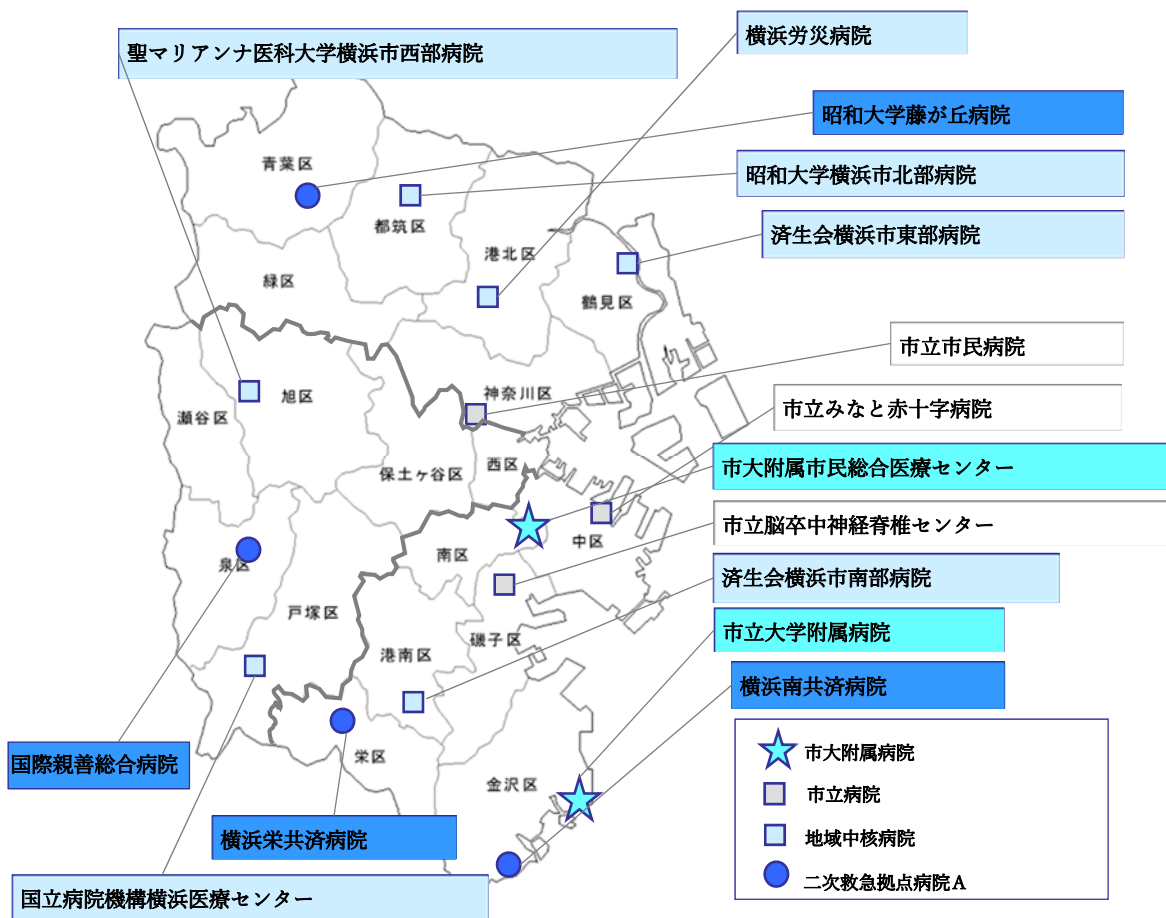 聖マリアンナ医科大学横浜市西部病院
横浜労災病院
昭和大学藤が丘病院
青葉区
昭和大学横浜市北部病院
都筑区
済生会横浜市東部病院
港北区
緑区
鶴見区
市立市民病院
神奈川区
旭区
瀬谷区
市立みなと赤十字病院
西区
保土ヶ谷区
市大附属市民総合医療センター
市立脳卒中神経脊椎センター
中区
南区
泉区
済生会横浜市南部病院
戸塚区
市立大学附属病院
磯子区
港南区
横浜南共済病院
栄区
国際親善総合病院
金沢区
横浜栄共済病院
国立病院機構横浜医療センター
市大附属病院
市立病院
地域中核病院
二次救急拠点病院A